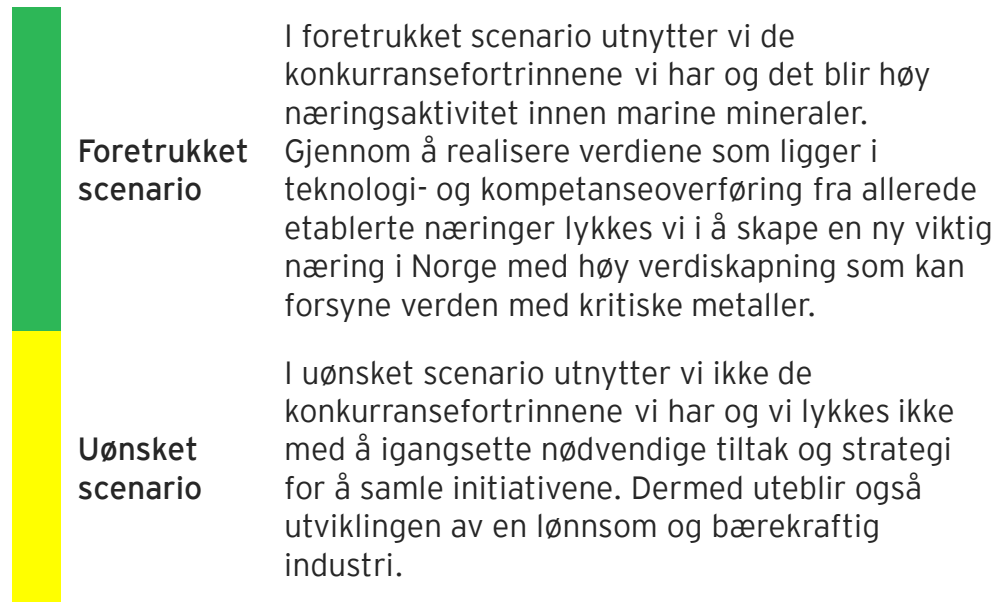 I foretrukket scenario utnytter vi de
konkurransefortrinnene vi har og det blir høy
næringsaktivitet innen marine mineraler.
Foretrukket
scenario
Gjennom å realisere verdiene som ligger i
teknologi- og kompetanseoverføring fra allerede
etablerte næringer lykkes vi i å skape en ny viktig
næring i Norge med høy verdiskapning som kan
forsyne verden med kritiske metaller.
I uønsket scenario utnytter vi ikke de
konkurransefortrinnene vi har og vi lykkes ikke
Uønsket
scenario
med å igangsette nødvendige tiltak og strategi
for å samle initiativene. Dermed uteblir også
utviklingen av en lønnsom og bærekraftig
industri.